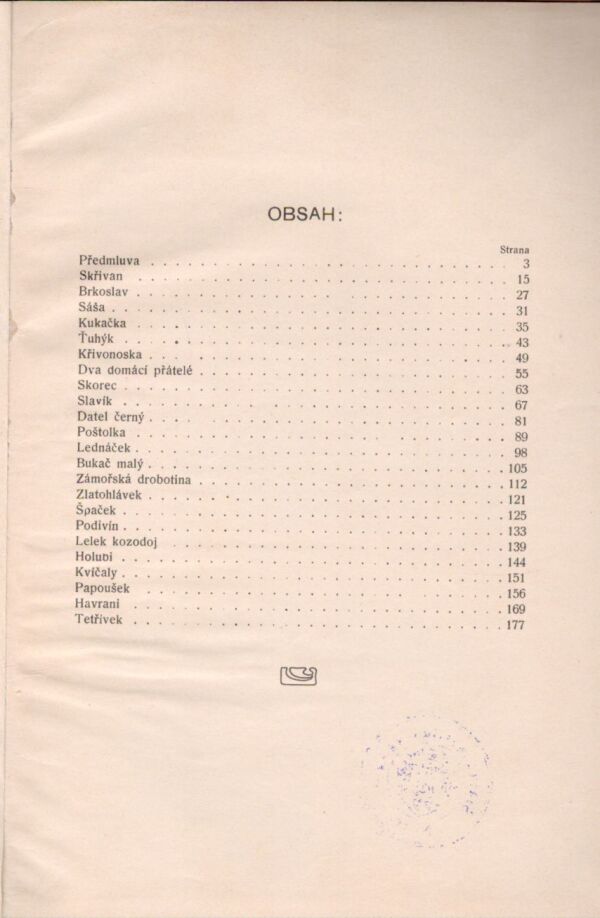 OBSAH:
Strana
Předmluva . . . . . . . . . . . . . . . . . . . . . . . . . . . . . 3
Skřivan . . . . . . . . . . . . . . . . . . . . . . . . . . . . . 15
Brkoslav . . . . . . . . . . . . . . . . . . . . . . . . . . . . . 27
Sáša . . . . . . . . . . . . . . . . . . . . . . . . . . . . . 31
Kukačka . . . . . . . . . . . . . . . . . . . . . . . . . . . . . 35
Ťuhýk . . . . . . . . . . . . . . . . . . . . . . . . . . . . . 43
Křivonoska . . . . . . . . . . . . . . . . . . . . . . . . . . . . . 49
Dva domácí přátelé . . . . . . . . . . . . . . . . . . . . . . . . . 55
Skorec . . . . . . . . . . . . . . . . . . . . . . . . . . . . . 63
Slavík . . . . . . . . . . . . . . . . . . . . . . . . . . . . . 67
Datel černý . . . . . . . . . . . . . . . . . . . . . . . . . . . . . 81
Poštolka . . . . . . . . . . . . . . . . . . . . . . . . . . . . . 89
Lednáček . . . . . . . . . . . . . . . . . . . . . . . . . . . . . 98
Bukač malý . . . . . . . . . . . . . . . . . . . . . . . . . . . . . 105
Zámořská drobotina . . . . . . . . . . . . . . . . . . . . . . . . . 112
Zlatohlávek . . . . . . . . . . . . . . . . . . . . . . . . . . . . . 121
Špaček . . . . . . . . . . . . . . . . . . . . . . . . . . . . . 125
Podivín . . . . . . . . . . . . . . . . . . . . . . . . . . . . . 133
Lelek kozodoj . . . . . . . . . . . . . . . . . . . . . . . . . . . 139
Holubi . . . . . . . . . . . . . . . . . . . . . . . . . . . . . 144
Kvíčaly . . . . . . . . . . . . . . . . . . . . . . . . . . . . . 151
Papoušek . . . . . . . . . . . . . . . . . . . . . . . . . . . . . 156
Havrani . . . . . . . . . . . . . . . . . . . . . . . . . . . . . 169
Tetřívek . . . . . . . . . . . . . . . . . . . . . . . . . . . . . 177